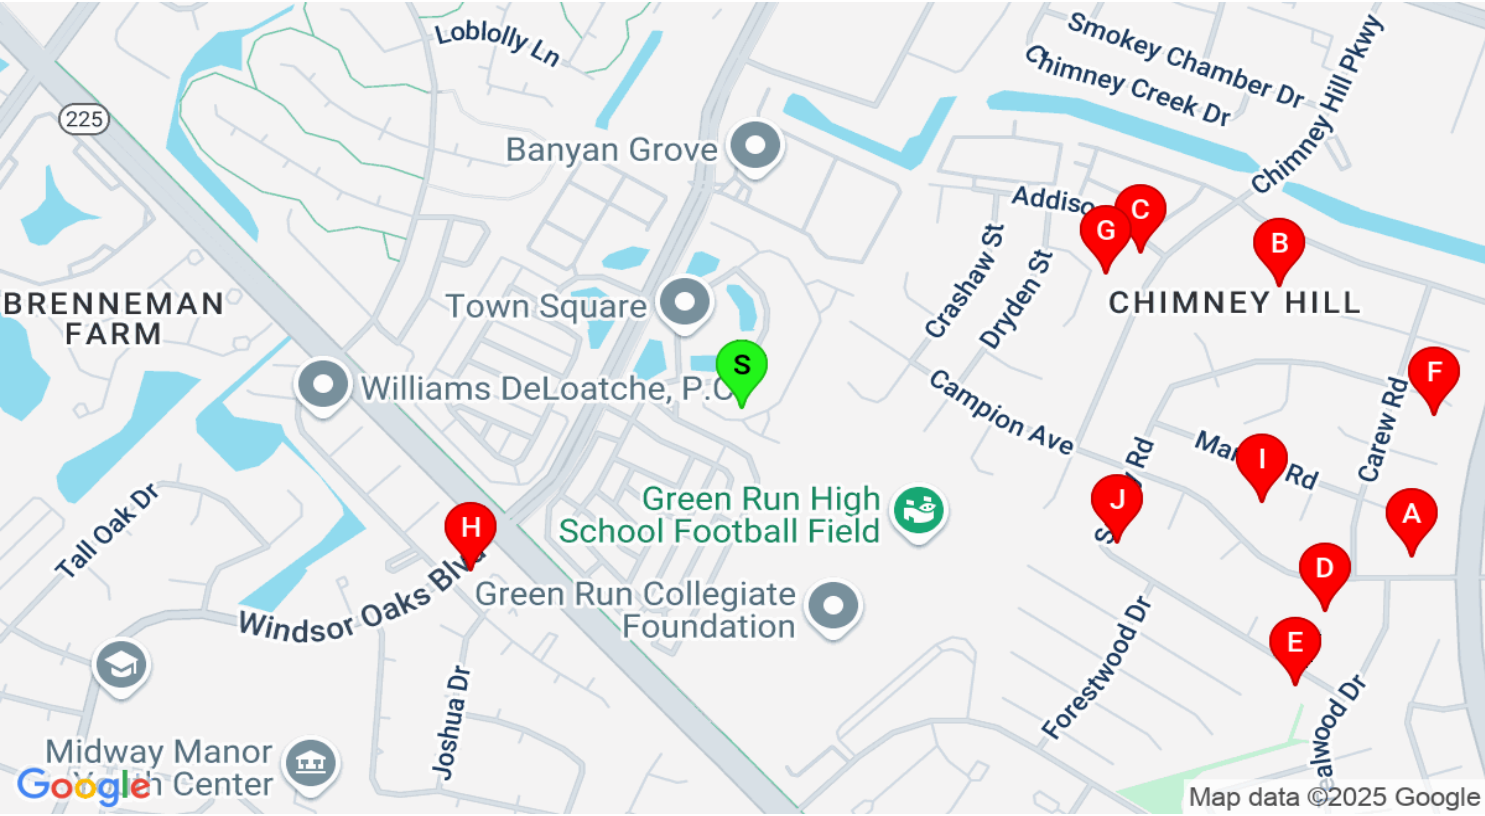 Loblolly Ln
Smokey Chamber Dr
Chimney Creek Dr
Chimney Hill Pkwy
225
Banyan Grove
Addiso
C
G
B
Crashaw St
Dryden St
CHIMNEY HILL
BRENNEMAN
FARM
Town Square
S
F
Williams DeLoatche, P.C
Campion Ave
Carew Rd
Rd
Rd
I
J
A
Green Run High
School Football Field
H
Tall Oak Dr
Windsor Oaks Blvd
D
Green Run Collegiate
Foundation
E
Forestwood Dr
Joshua Dr
ealwood Dr
Midway Manor
Youth Center
Google
Map data ©2025 Google